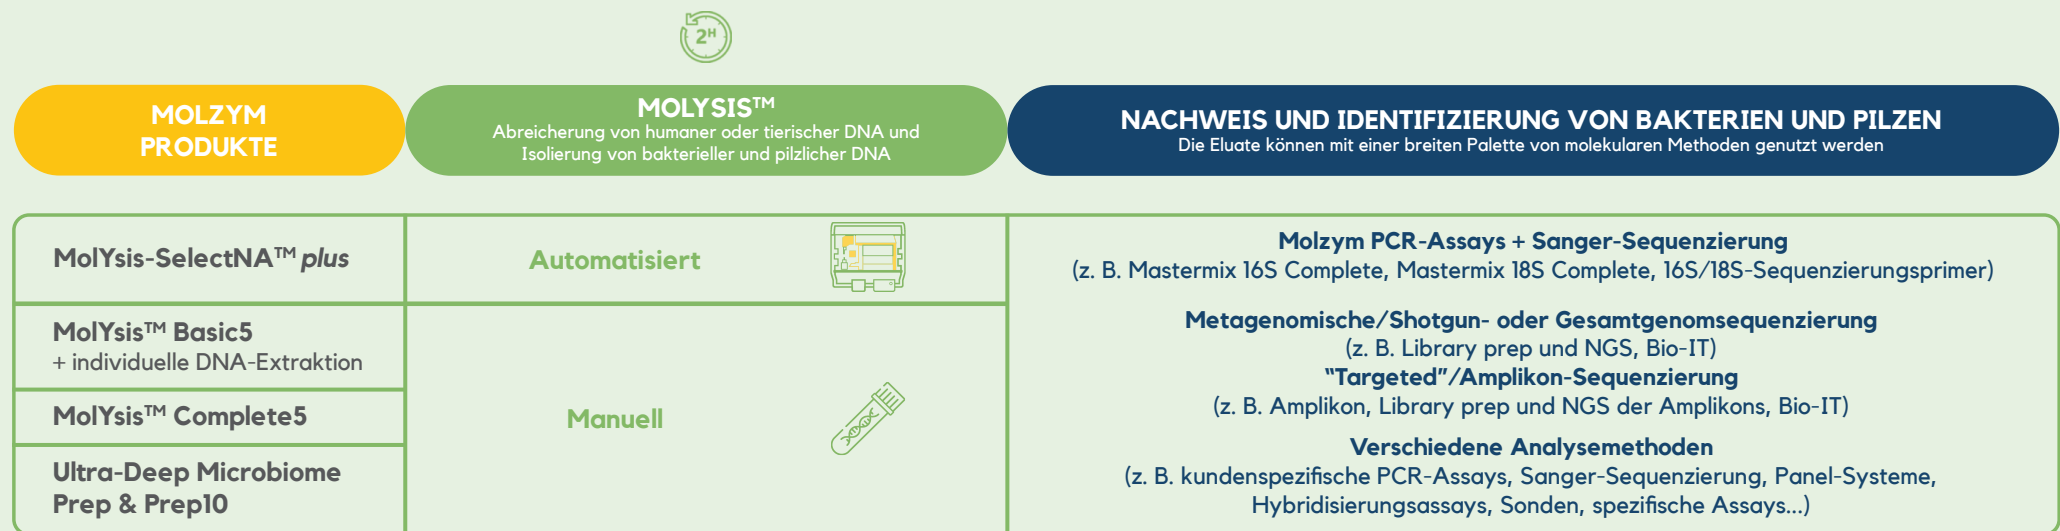 2H
MOLZYM
PRODUKTE
MOLYSIS™
Abreicherung von humaner oder tierischer DNA und
Isolierung von bakterieller und pilzlicher DNA
NACHWEIS UND IDENTIFIZIERUNG VON BAKTERIEN UND PILZEN
Die Eluate können mit einer breiten Palette von molekularen Methoden genutzt werden
MolYsis-SelectNA™ plus
Automatisiert
MolYsis™ Basic5
+ individuelle DNA-Extraktion
MolYsis™ Complete5
Ultra-Deep Microbiome
Prep & Prep10
Manuell
Molzym PCR-Assays + Sanger-Sequenzierung
(z. B. Mastermix 16S Complete, Mastermix 18S Complete, 16S/18S-Sequenzierungsprimer)
Metagenomische/Shotgun- oder Gesamtgenomsequenzierung
(z. B. Library prep und NGS, Bio-IT)
“Targeted”/Amplikon-Sequenzierung
(z. B. Amplikon, Library prep und NGS der Amplikons, Bio-IT)
Verschiedene Analysemethoden
(z. B. kundenspezifische PCR-Assays, Sanger-Sequenzierung, Panel-Systeme,
Hybridisierungsassays, Sonden, spezifische Assays...)